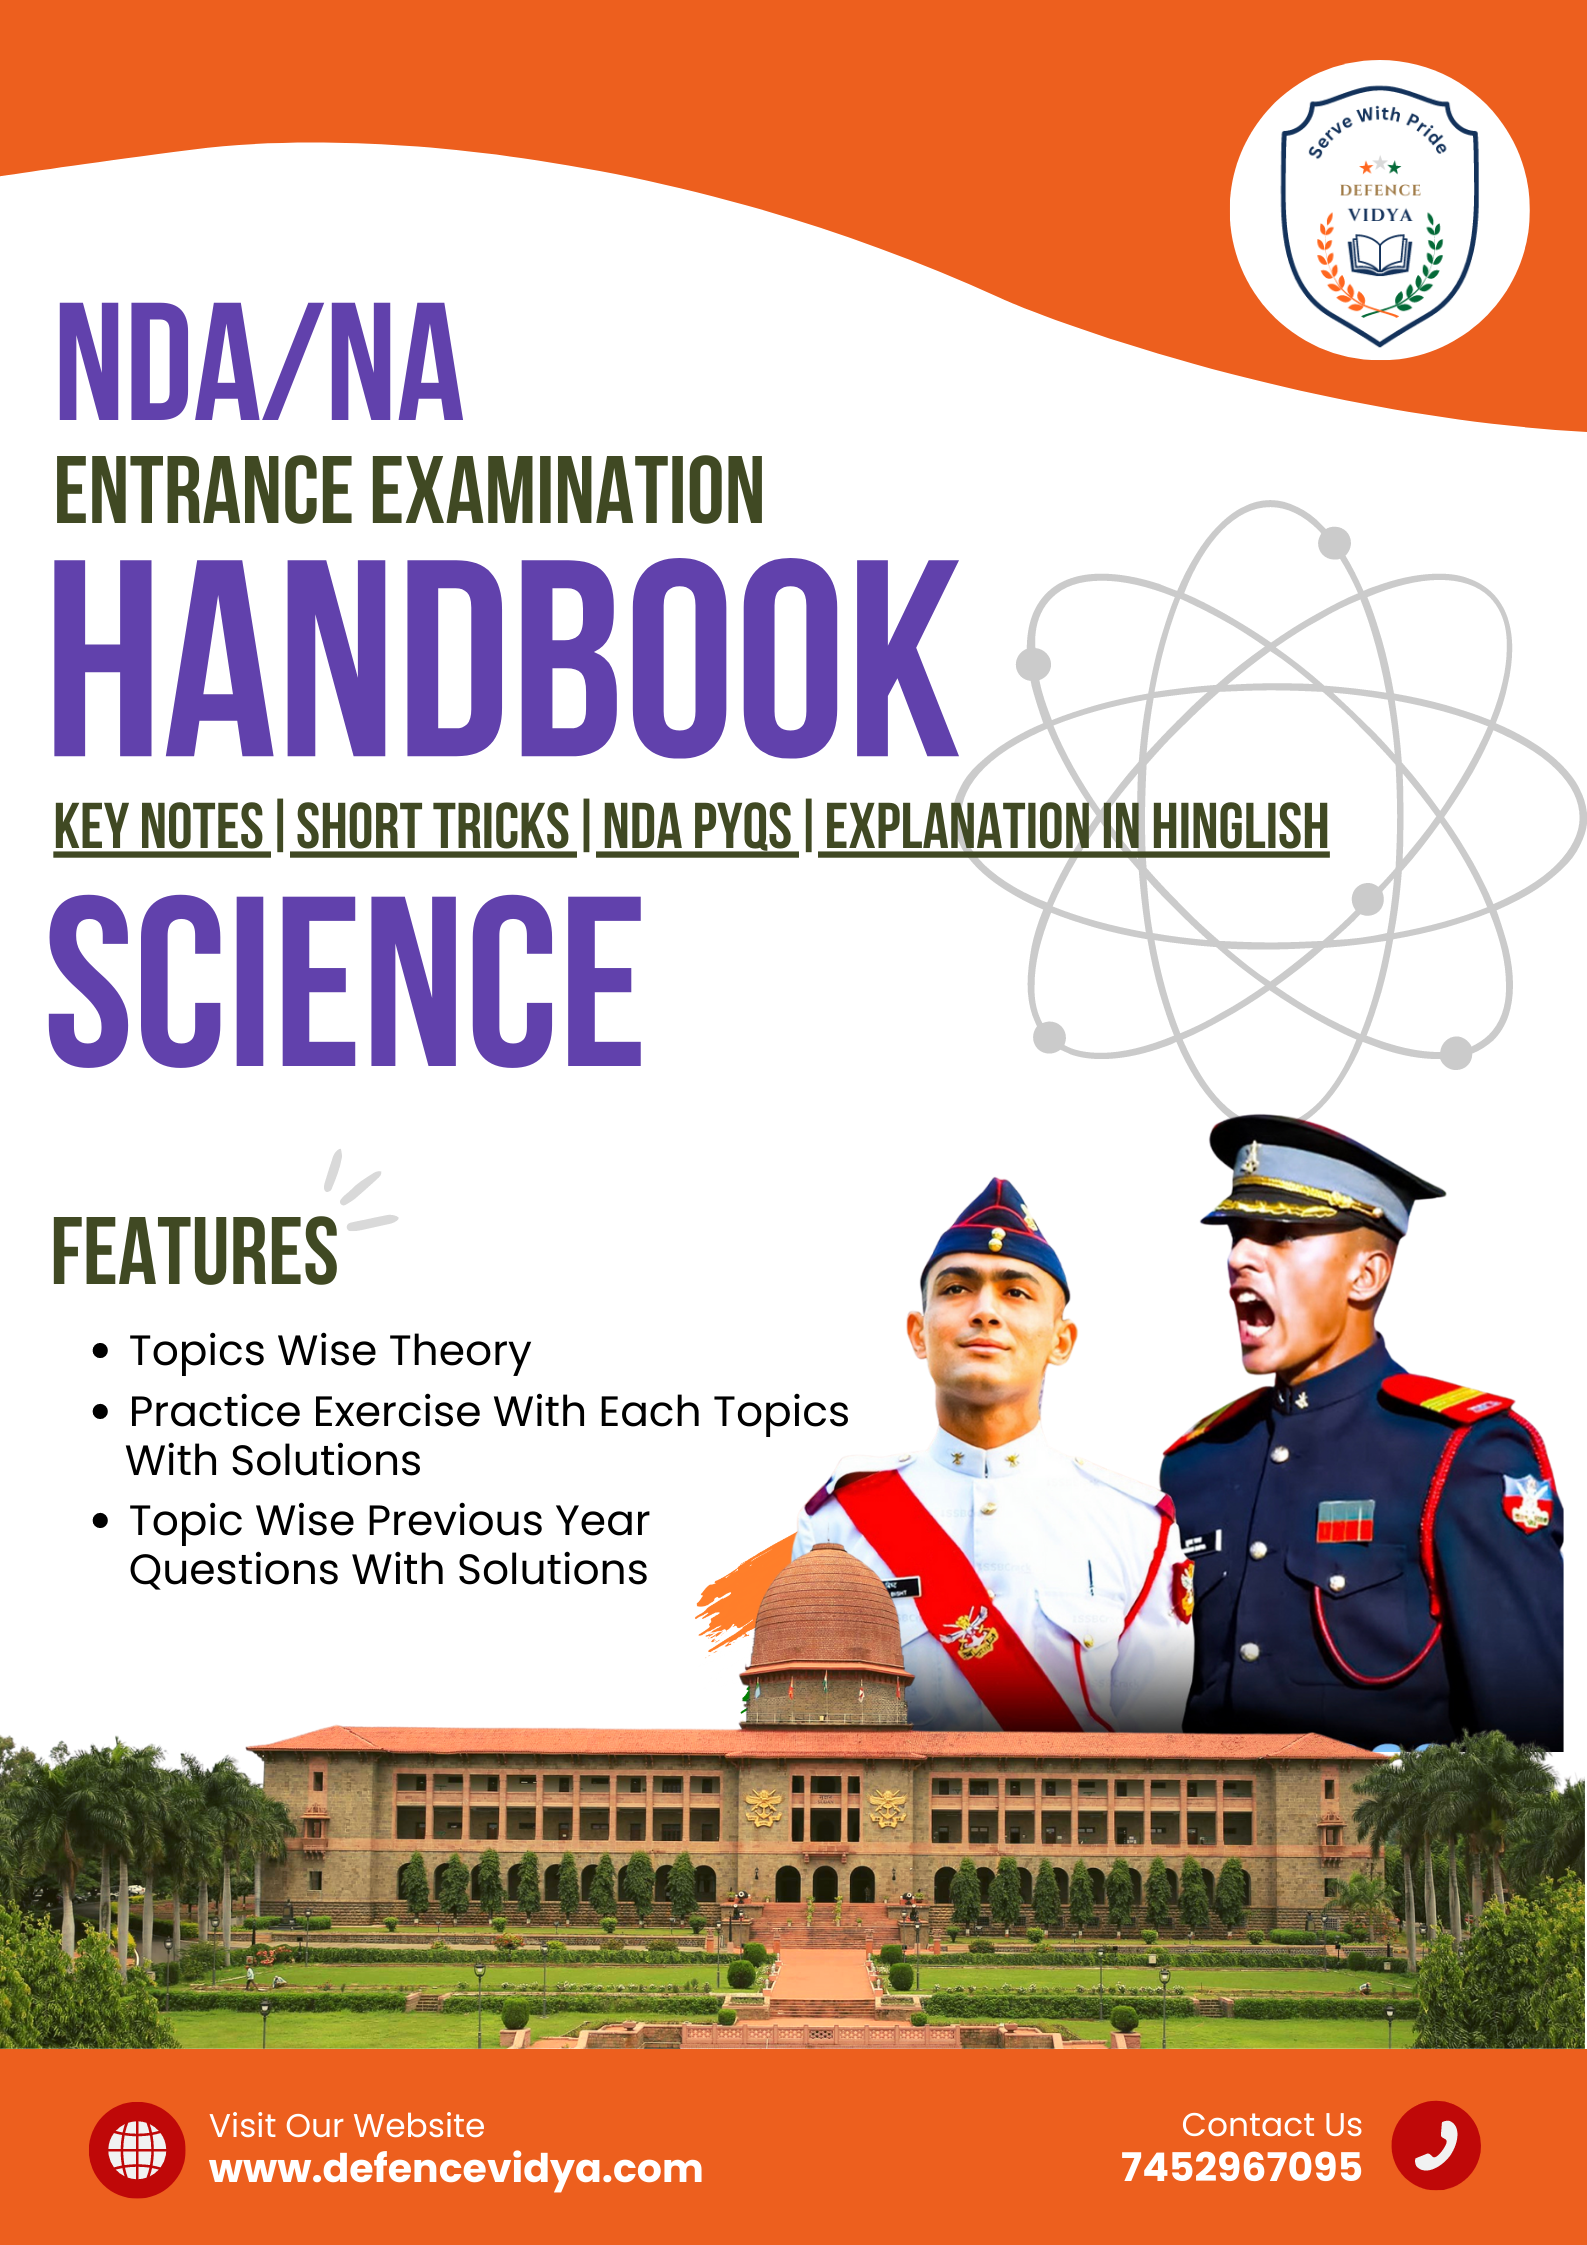 Serve With Pride
DEFENCE
VIDYA
NDA/NA
ENTRANCE EXAMINATION
HANDBOOK
KEY NOTES | SHORT TRICKS | NDA PYQS | EXPLANATION IN HINGLISH
SCIENCE
FEATURES
• Topics Wise Theory
• Practice Exercise With Each Topics
With Solutions
• Topic Wise Previous Year
Questions With Solutions
Visit Our Website
www.defencevidya.com
Contact Us
7452967095